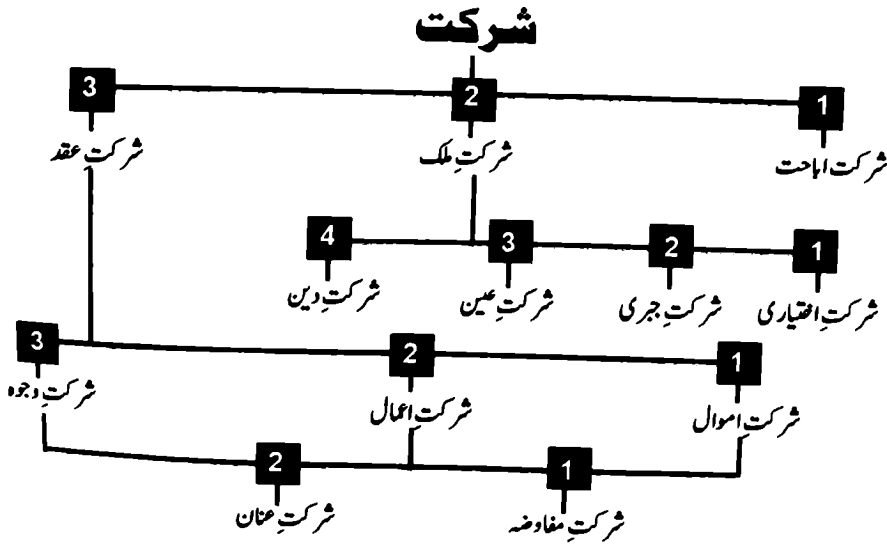 شرکت
1 2 3
شرکت اباحت شرکتِ ملک شرکتِ عقد
1 2 3 4
شرکتِ اختیاری شرکتِ جبری شرکتِ عین شرکتِ دین
1 2 3
شرکتِ اموال شرکتِ اعمال شرکتِ وجوہ
1 2
شرکتِ مفاوضہ شرکتِ عنان